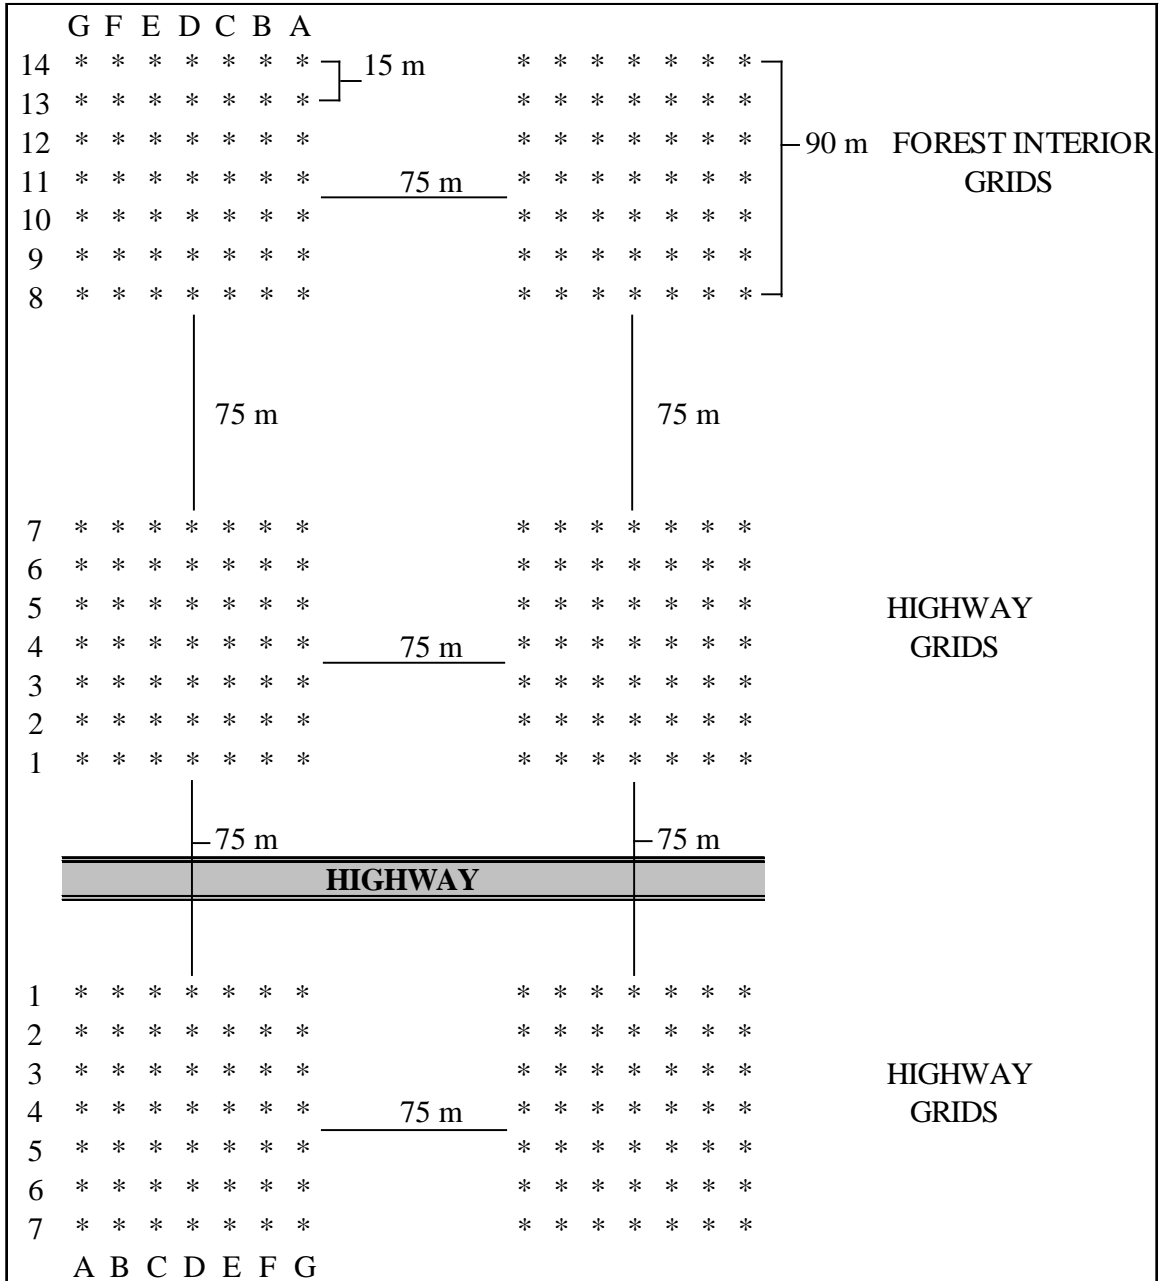 G F E D C B A
14 * * * * * * * 15 m * * * * * * *
13 * * * * * * * * * * * * * *
12 * * * * * * * * * * * * * * 90 m FOREST INTERIOR
11 * * * * * * * 75 m * * * * * * * GRIDS
10 * * * * * * * * * * * * * *
9 * * * * * * * * * * * * * *
8 * * * * * * * * * * * * * *
75 m 75 m
7 * * * * * * * * * * * * * *
6 * * * * * * * * * * * * * *
5 * * * * * * * * * * * * * * HIGHWAY
4 * * * * * * * 75 m * * * * * * * GRIDS
3 * * * * * * * * * * * * * *
2 * * * * * * * * * * * * * *
1 * * * * * * * * * * * * * *
75 m 75 m
HIGHWAY
1 * * * * * * * * * * * * * *
2 * * * * * * * * * * * * * *
3 * * * * * * * * * * * * * * HIGHWAY
4 * * * * * * * 75 m * * * * * * * GRIDS
5 * * * * * * * * * * * * * *
6 * * * * * * * * * * * * * *
7 * * * * * * * * * * * * * *
A B C D E F G